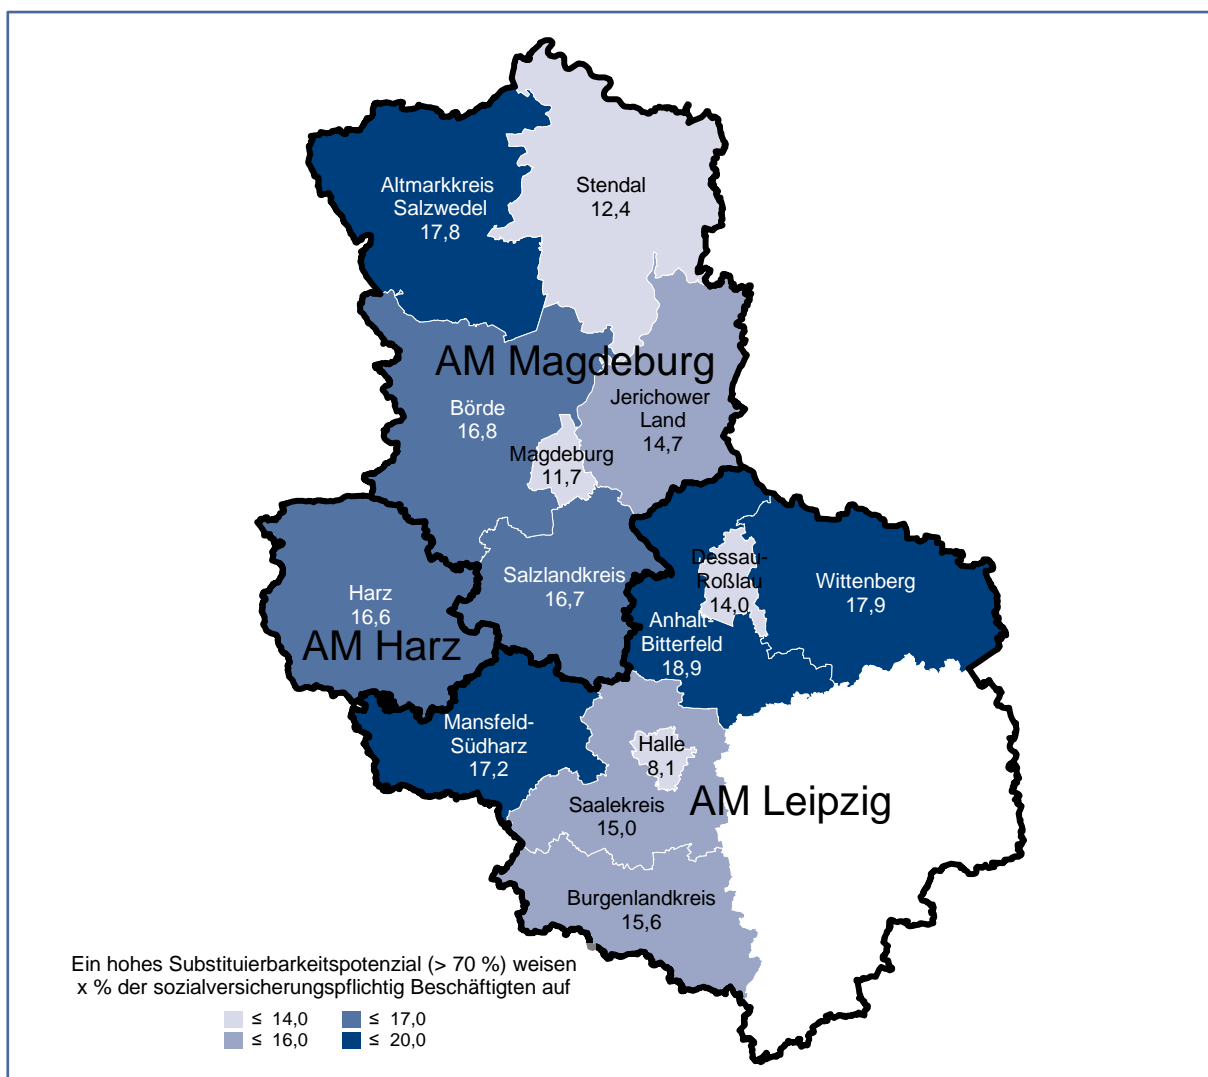 Altmarkkreis
Salzwedel
17,8
Stendal
12,4
AM Magdeburg
Börde
16,8
Jerichower
Land
14,7
Magdeburg
11,7
Harz
16,6
AM Harz
Salzlandkreis
16,7
Dessau-
Roßlau
14,0
Wittenberg
17,9
Anhalt-
Bitterfeld
18,9
Mansfeld-
Südharz
17,2
Halle
8,1
Saalekreis
15,0
AM Leipzig
Burgenlandkreis
15,6
Ein hohes Substituierbarkeitspotenzial (> 70 %) weisen
x % der sozialversicherungspflichtig Beschäftigten auf
≤ 14,0
≤ 17,0
≤ 16,0
≤ 20,0